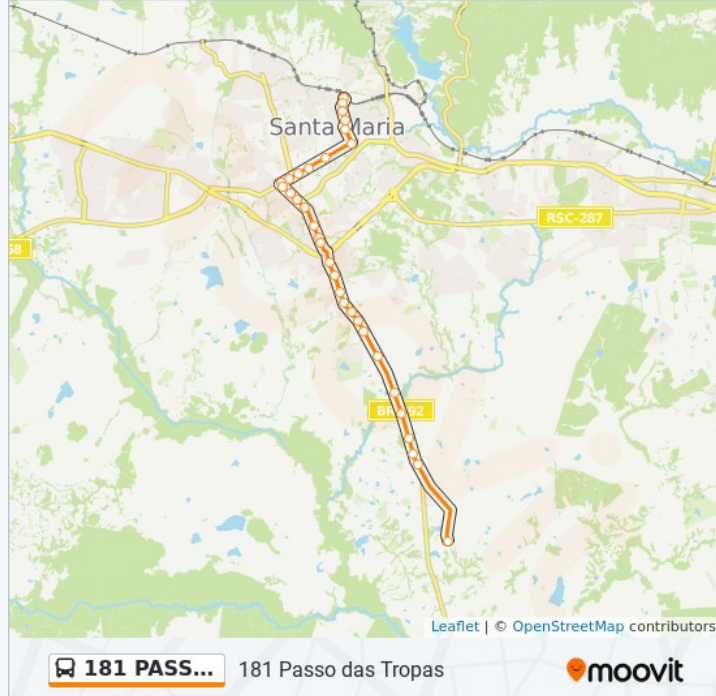 Santa Maria
RSC-287
58
BR-392
Leaflet | © OpenStreetMap contributors
181 PASS...
181 Passo das Tropas
moovit